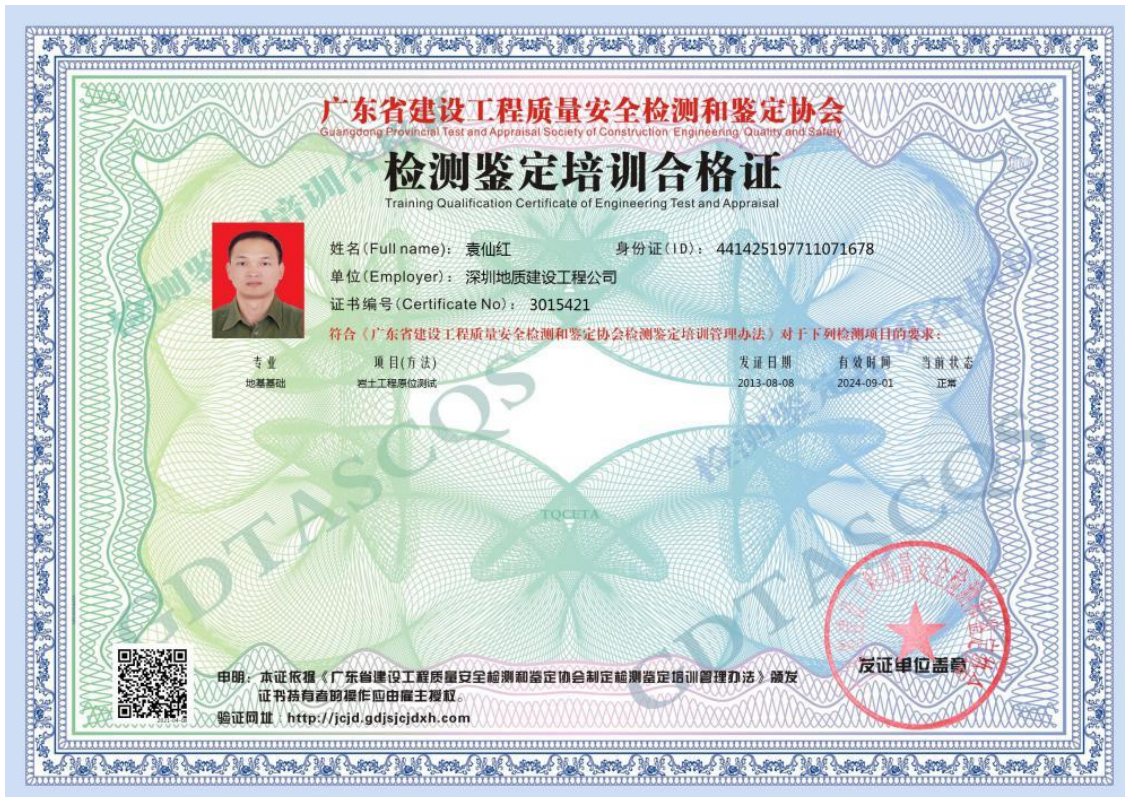 广东省建设工程质量安全检测和鉴定协会
Guangdong Provincial Test and Appraisal Society of Construction Engineering Quality and Safety
检测鉴定培训合格证
Training Qualification Certificate of Engineering Test and Appraisal
姓名(Full name): 袁仙红 身份证(ID): 441425197711071678
单位(Employer): 深圳地质建设工程公司
证书编号(Certificate No): 3015421
符合《广东省建设工程质量安全检测和鉴定协会检测鉴定培训管理办法》对于下列检测项目的要求:
专业 项目(方法) 发证日期 有效时间 当前状态
地基基础 岩土工程原位测试 2013-08-08 2024-09-01 正常
TQCETA
GDTASCQS
GDTASCQS
发证单位盖章
申明: 本证依据《广东省建设工程质量安全检测和鉴定协会制定检测鉴定培训管理办法》颁发
证书持有者的操作应由雇主授权。
验证网址 http://jcjd.gdjsjcjdxh.com